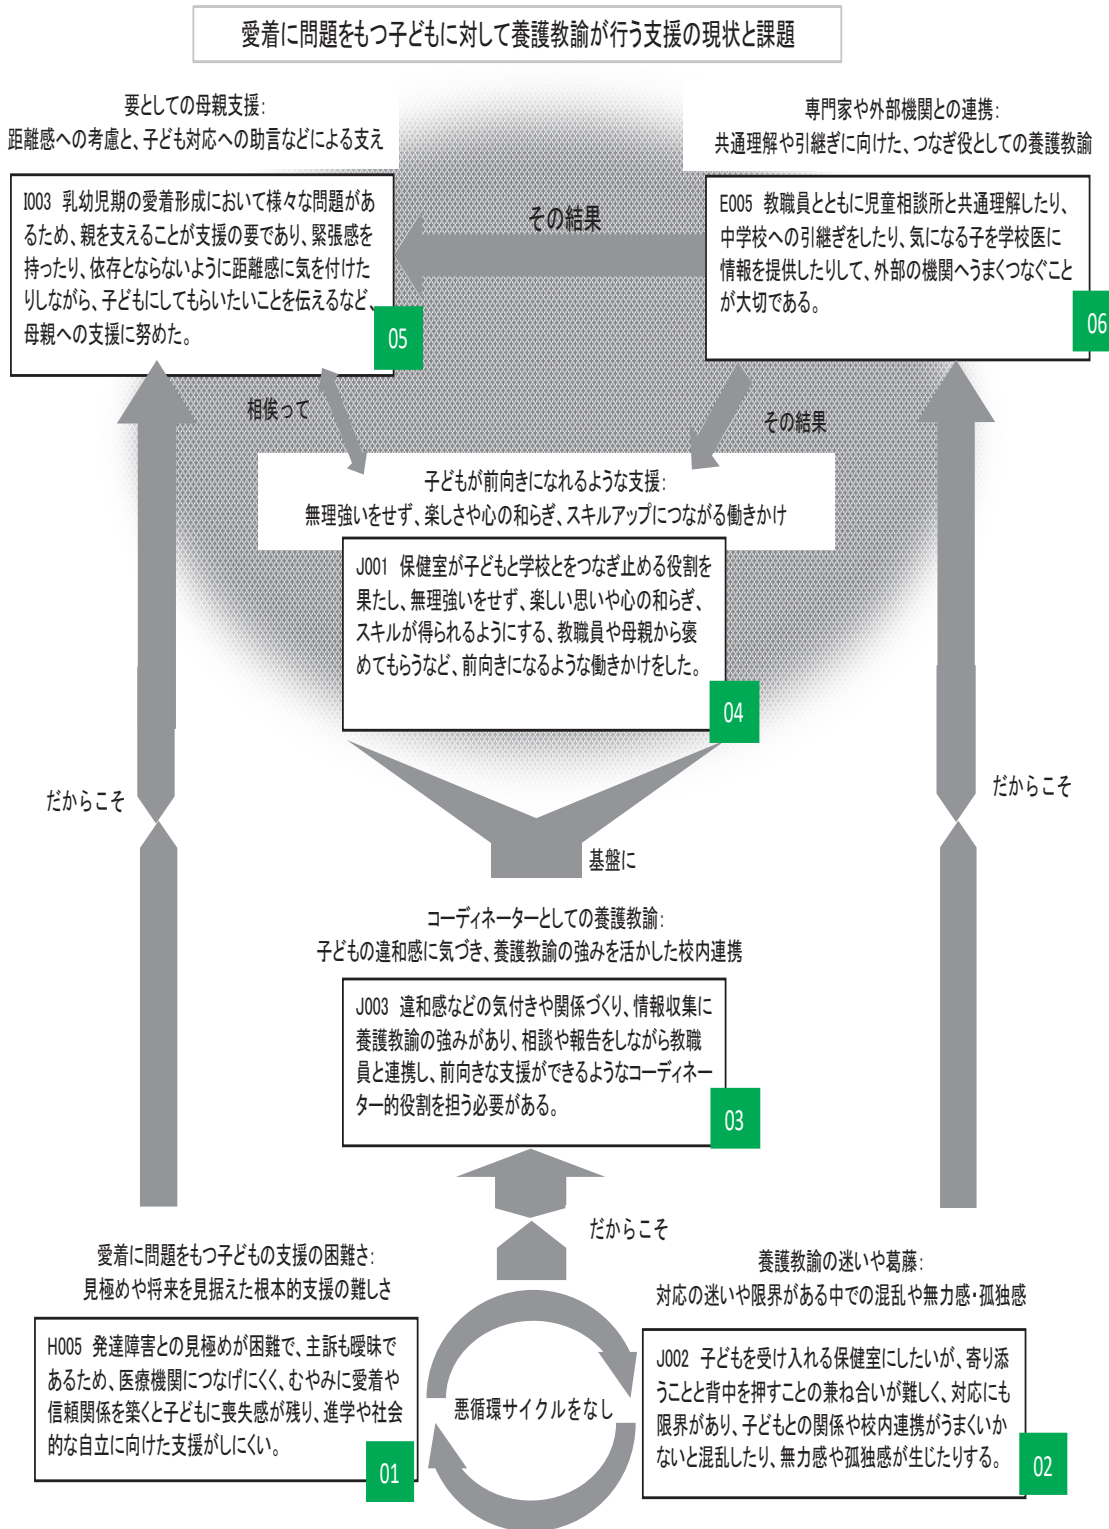 愛着に問題をもつ子どもに対して養護教諭が行う支援の現状と課題
要としての母親支援:
距離感への考慮と、子ども対応への助言などによる支え
専門家や外部機関との連携:
共通理解や引継ぎに向けた、つなぎ役としての養護教諭
I003 乳幼児期の愛着形成において様々な問題があ
るため、親を支えることが支援の要であり、緊張感を
持ったり、依存とならないように距離感に気を付けた
りしながら、子どもにしてもらいたいことを伝えるなど、
母親への支援に努めた。
05
その結果
E005 教職員とともに児童相談所と共通理解したり、
中学校への引継ぎをしたり、気になる子を学校医に
情報を提供したりして、外部の機関へうまくつなぐこと
が大切である。
06
相俟って
その結果
子どもが前向きになれるような支援:
無理強いをせず、楽しさや心の和らぎ、スキルアップにつながる働きかけ
J001 保健室が子どもと学校とをつなぎ止める役割を
果たし、無理強いをせず、楽しい思いや心の和らぎ、
スキルが得られるようにする、教職員や母親から褒
めてもらうなど、前向きになるような働きかけをした。
04
だからこそ
だからこそ
基盤に
コーディネーターとしての養護教諭:
子どもの違和感に気づき、養護教諭の強みを活かした校内連携
J003 違和感などの気付きや関係づくり、情報収集に
養護教諭の強みがあり、相談や報告をしながら教職
員と連携し、前向きな支援ができるようなコーディネー
ター的役割を担う必要がある。
03
だからこそ
愛着に問題をもつ子どもの支援の困難さ:
見極めや将来を見据えた根本的支援の難しさ
養護教諭の迷いや葛藤:
対応の迷いや限界がある中での混乱や無力感・孤独感
H005 発達障害との見極めが困難で、主訴も曖昧で
あるため、医療機関につなげにくく、むやみに愛着や
信頼関係を築くと子どもに喪失感が残り、進学や社会
的な自立に向けた支援がしにくい。
01
悪循環サイクルをなし
J002 子どもを受け入れる保健室にしたいが、寄り添
うことと背中を押すことの兼ね合いが難しく、対応にも
限界があり、子どもとの関係や校内連携がうまくいか
ないと混乱したり、無力感や孤独感が生じたりする。
02